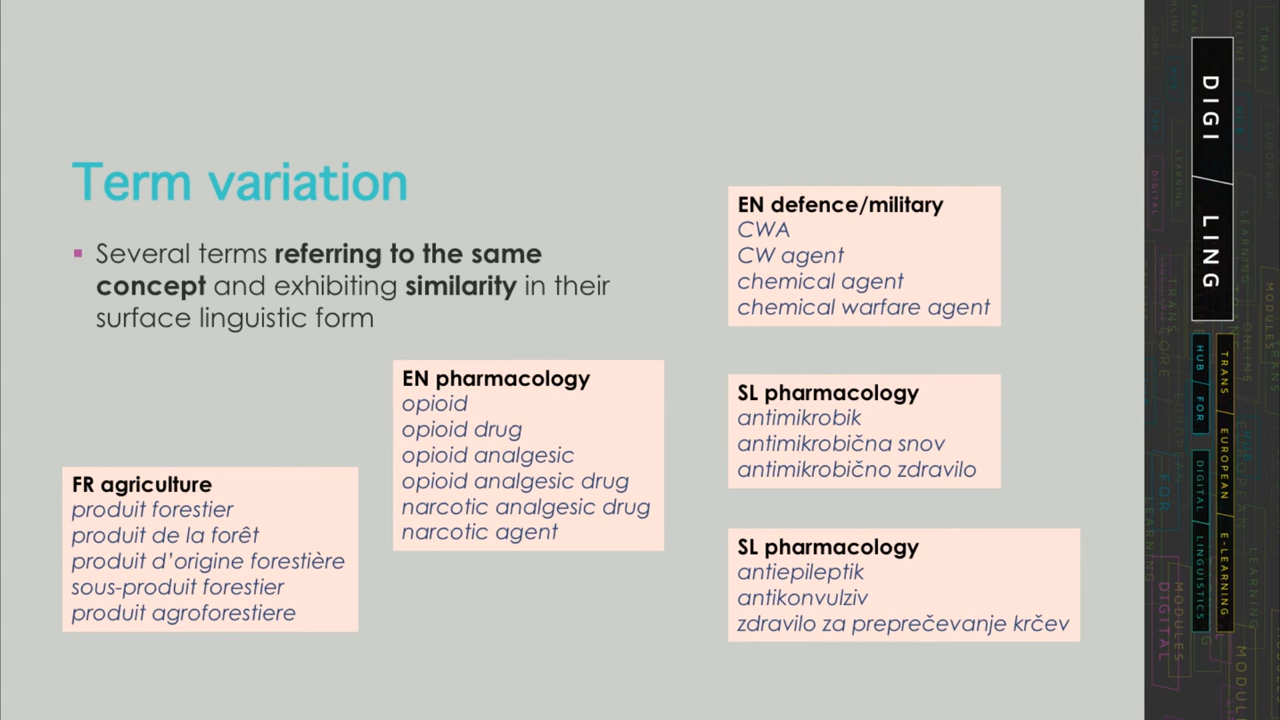 Term variation
▪ Several terms referring to the same
concept and exhibiting similarity in their
surface linguistic form
FR agriculture
produit forestier
produit de la forêt
produit d’origine forestière
sous-produit forestier
produit agroforestiere
EN pharmacology
opioid
opioid drug
opioid analgesic
opioid analgesic drug
narcotic analgesic drug
narcotic agent
EN defence/military
CWA
CW agent
chemical agent
chemical warfare agent
SL pharmacology
antimikrobik
antimikrobična snov
antimikrobično zdravilo
SL pharmacology
antiepileptik
antikonvulziv
zdravilo za preprečevanje krčev
DIGI / LING
HUB / FOR / DIGITAL / LINGUISTICS
TRANS / EUROPEAN / E-LEARNING